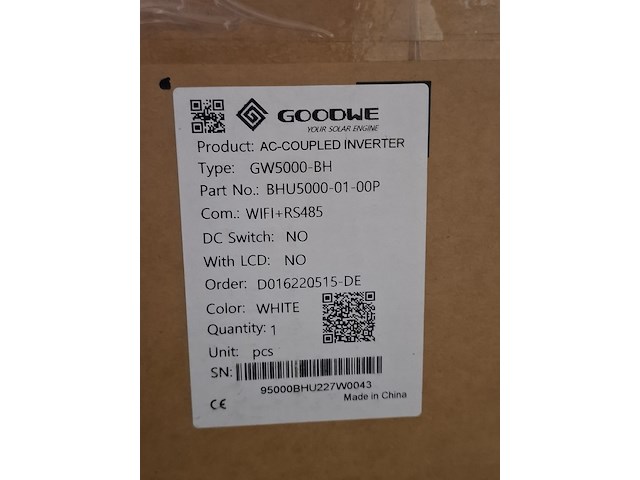 GOODWE
YOUR SOLAR ENGINE
Product: AC-COUPLED INVERTER
Type: GW5000-BH
Part No.: BHU5000-01-00P
Com.: WIFI+RS485
DC Switch: NO
With LCD: NO
Order: D016220515-DE
Color: WHITE
Quantity: 1
Unit: pcs
SN:
95000BHU227W0043
CE Made in China